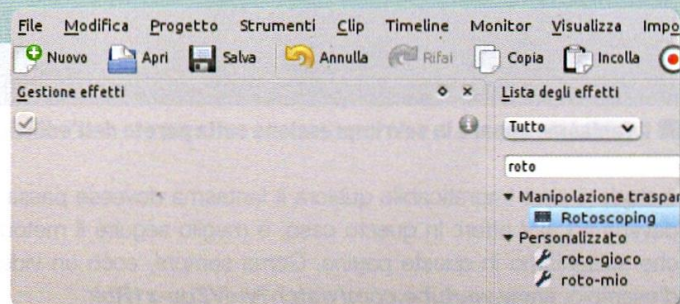 File Modifica Progetto Strumenti Clip Timeline Monitor Visualizza Impo
Nuovo Apri Salva Annulla Rifai Copia Incolla
Gestione effetti
Lista degli effetti
Tutto
roto
Manipolazione traspar
Rotoscoping
Personalizzato
roto-gioco
roto-mio